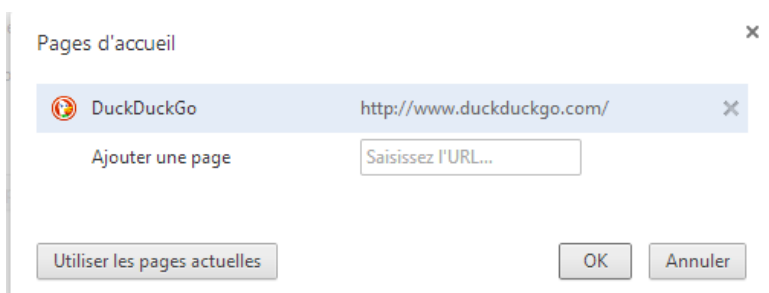 Pages d'accueil
DuckDuckGo http://www.duckduckgo.com/
Ajouter une page Saisissez l'URL...
Utiliser les pages actuelles OK Annuler